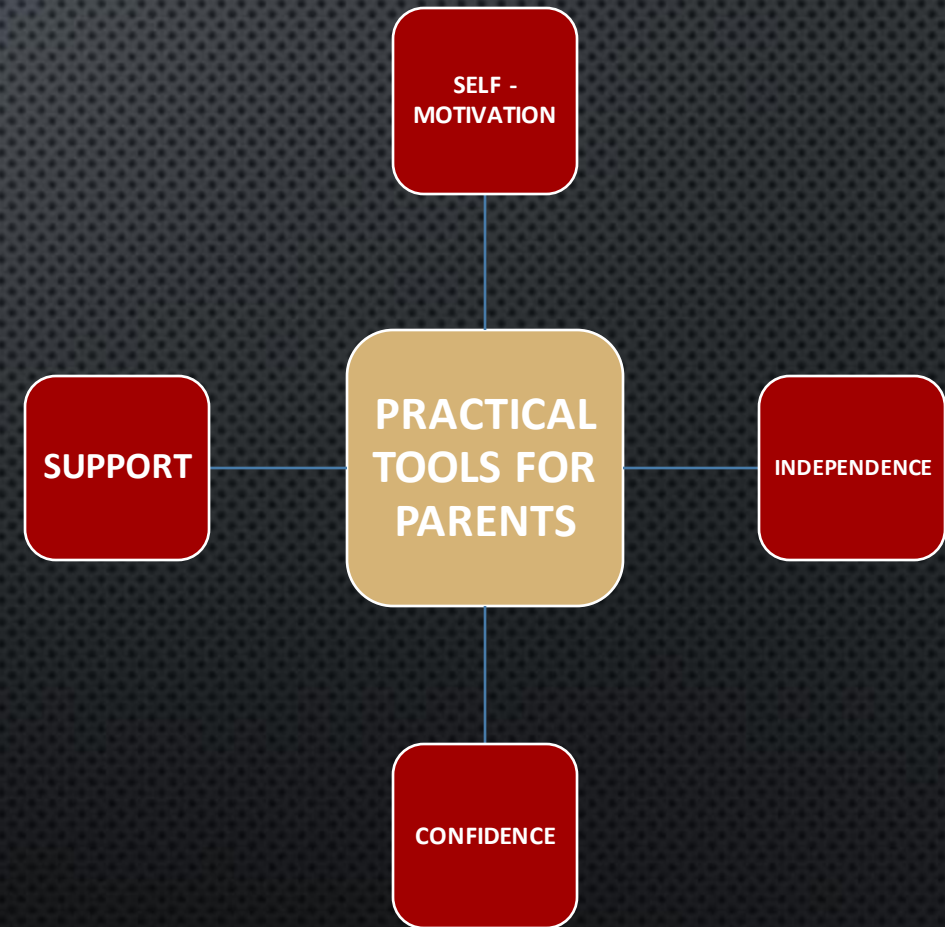 SELF -
MOTIVATION
SUPPORT
PRACTICAL
TOOLS FOR
PARENTS
INDEPENDENCE
CONFIDENCE